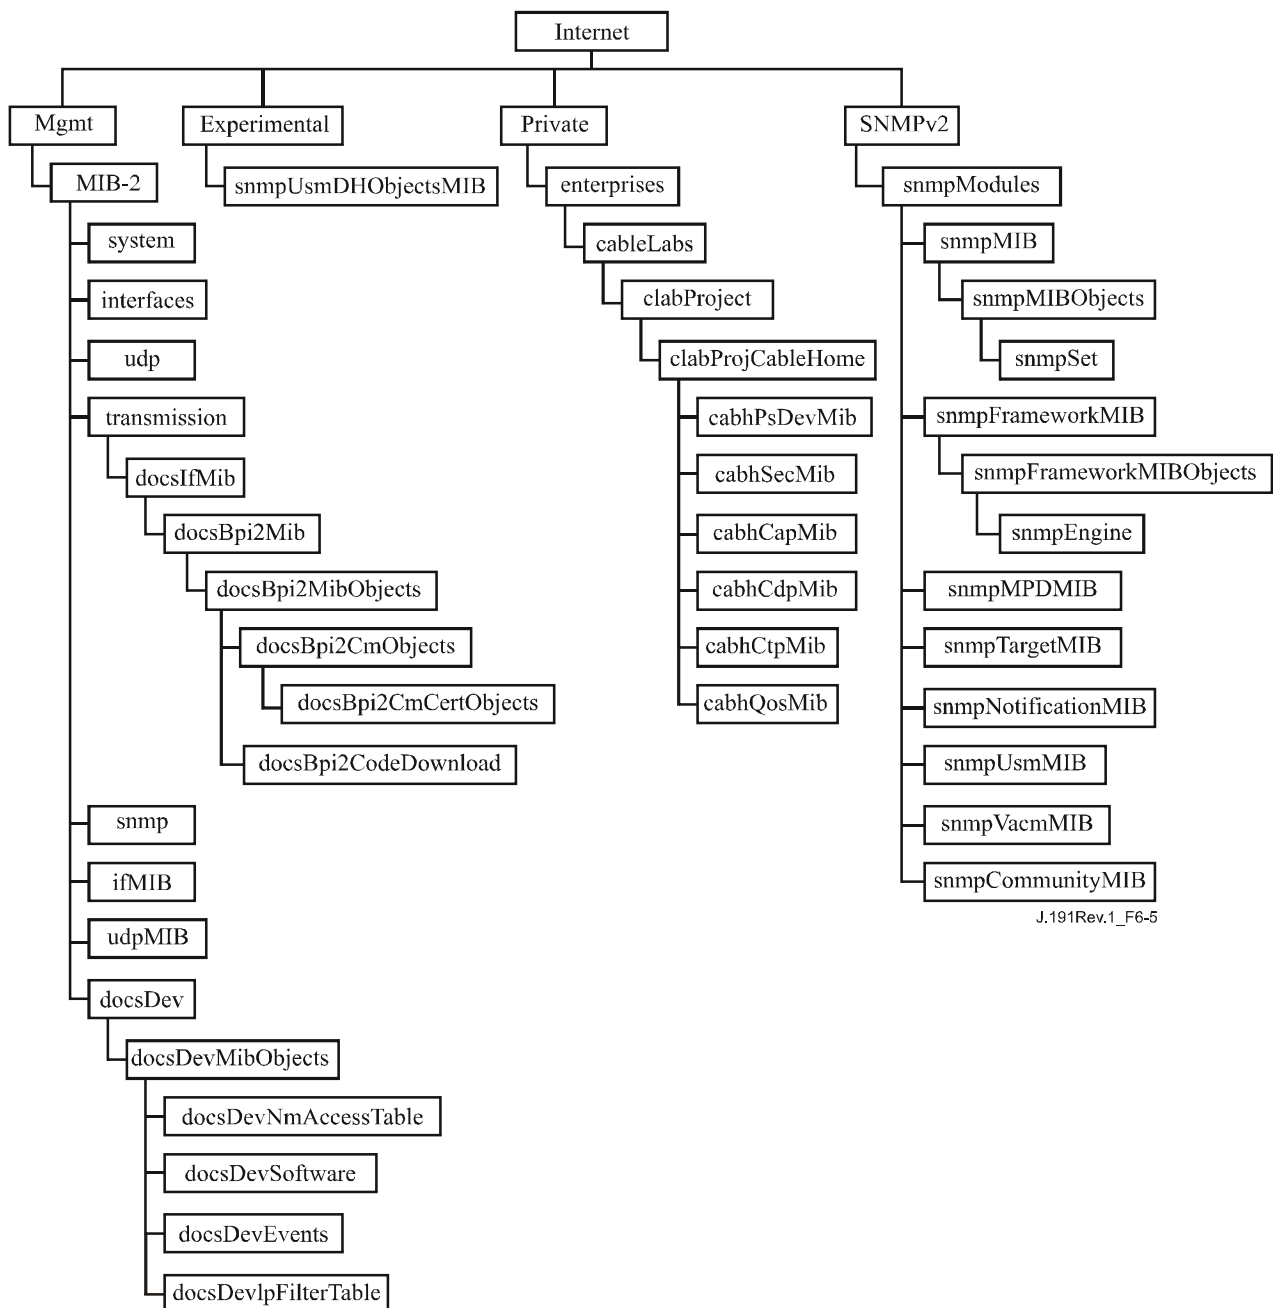 Internet
Mgmt
Experimental
Private
SNMPv2
MIB-2
snmpUsmDHObjectsMIB
enterprises
snmpModules
system
cableLabs
snmpMIB
interfaces
clabProject
snmpMIBObjects
udp
clabProjCableHome
snmpSet
transmission
cabhPsDevMib
snmpFrameworkMIB
docsIfMib
cabhSecMib
snmpFrameworkMIBObjects
docsBpi2Mib
cabhCapMib
snmpEngine
docsBpi2MibObjects
cabhCdpMib
snmpMPDMIB
docsBpi2CmObjects
cabhCtpMib
snmpTargetMIB
docsBpi2CmCertObjects
cabhQosMib
snmpNotificationMIB
docsBpi2CodeDownload
snmpUsmMIB
snmp
snmpVacmMIB
ifMIB
snmpCommunityMIB
J.191Rev.1_F6-5
udpMIB
docsDev
docsDevMibObjects
docsDevNmAccessTable
docsDevSoftware
docsDevEvents
docsDevlpFilterTable